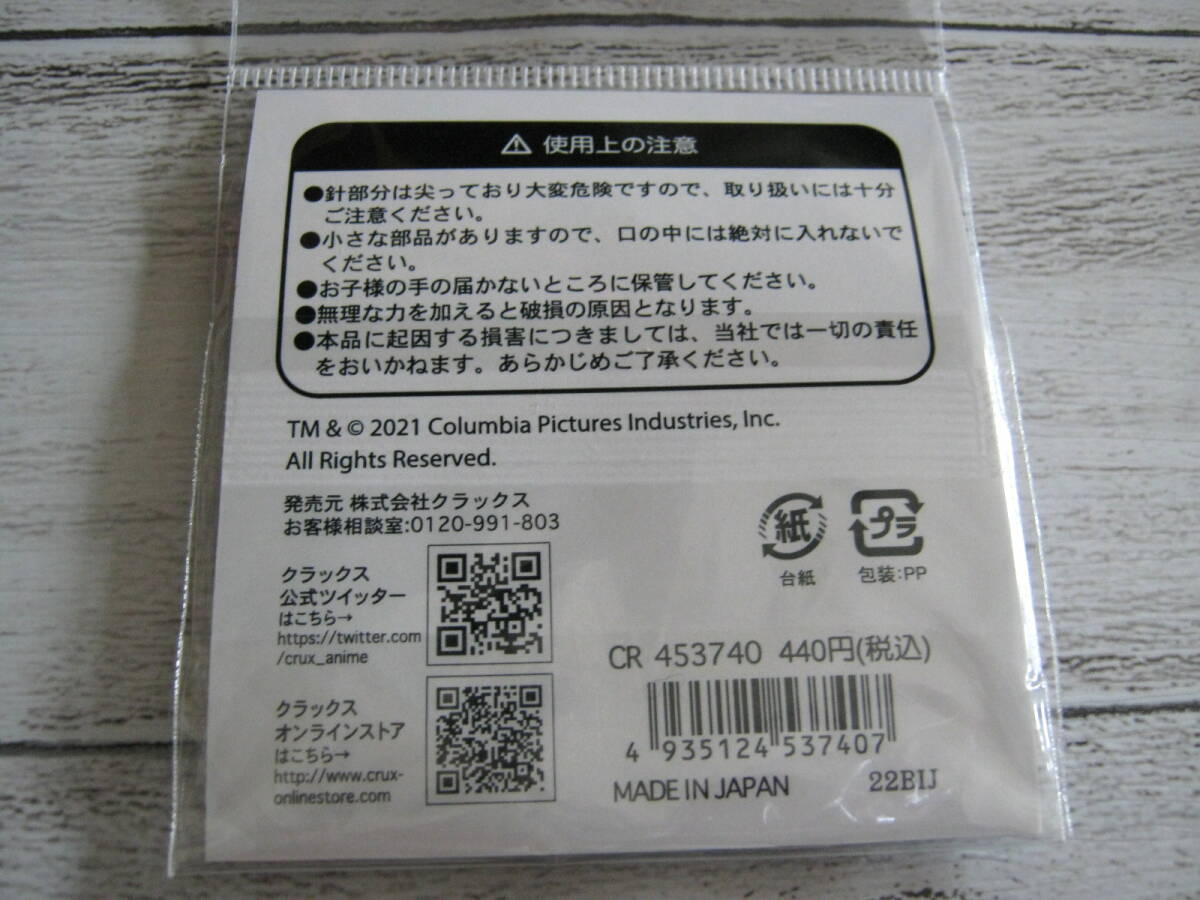 ⚠ 使用上の注意
●針部分は尖っており大変危険ですので、取り扱いには十分
ご注意ください。
●小さな部品がありますので、口の中には絶対に入れないで
ください。
●お子様の手の届かないところに保管してください。
●無理な力を加えると破損の原因となります。
●本品に起因する損害につきましては、当社では一切の責任
をおいかねます。あらかじめご了承ください。
TM & © 2021 Columbia Pictures Industries, Inc.
All Rights Reserved.
発売元 株式会社クラックス
お客様相談室:0120-991-803
クラックス
公式ツイッター
はこちら→
https://twitter.com
/crux_anime
クラックス
オンラインストア
はこちら→
http://www.crux-
onlinestore.com
紙
台紙
プラ
包装:PP
CR 453740 440円(税込)
4 935124 537407
MADE IN JAPAN 22BIJ